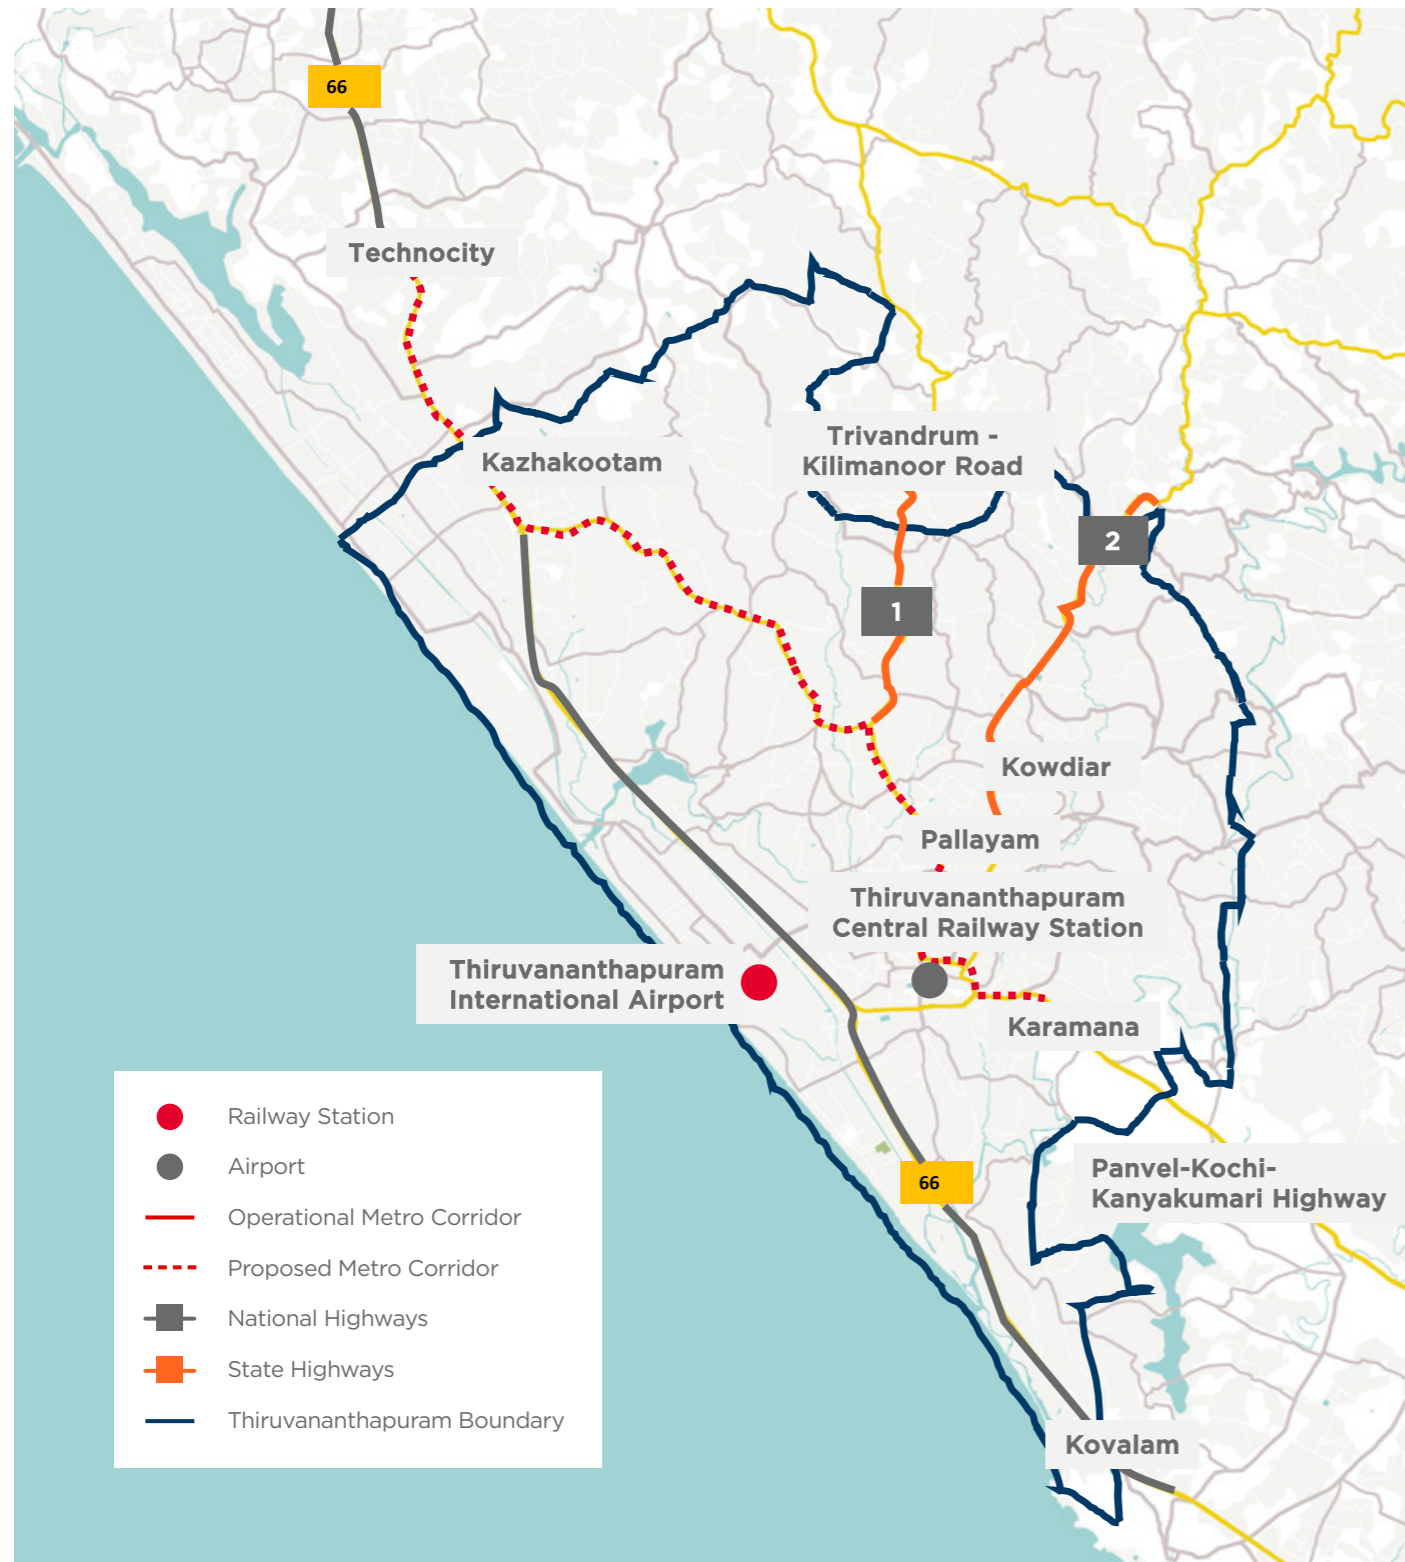 66
Technocity
Trivandrum -
Kilimanoor Road
Kazhakootam
2
1
Kowdiar
Pallayam
Thiruvananthapuram
Central Railway Station
Thiruvananthapuram
International Airport
Karamana
Railway Station
Airport
Operational Metro Corridor
Proposed Metro Corridor
National Highways
State Highways
Thiruvananthapuram Boundary
Panvel-Kochi-
Kanyakumari Highway
66
Kovalam